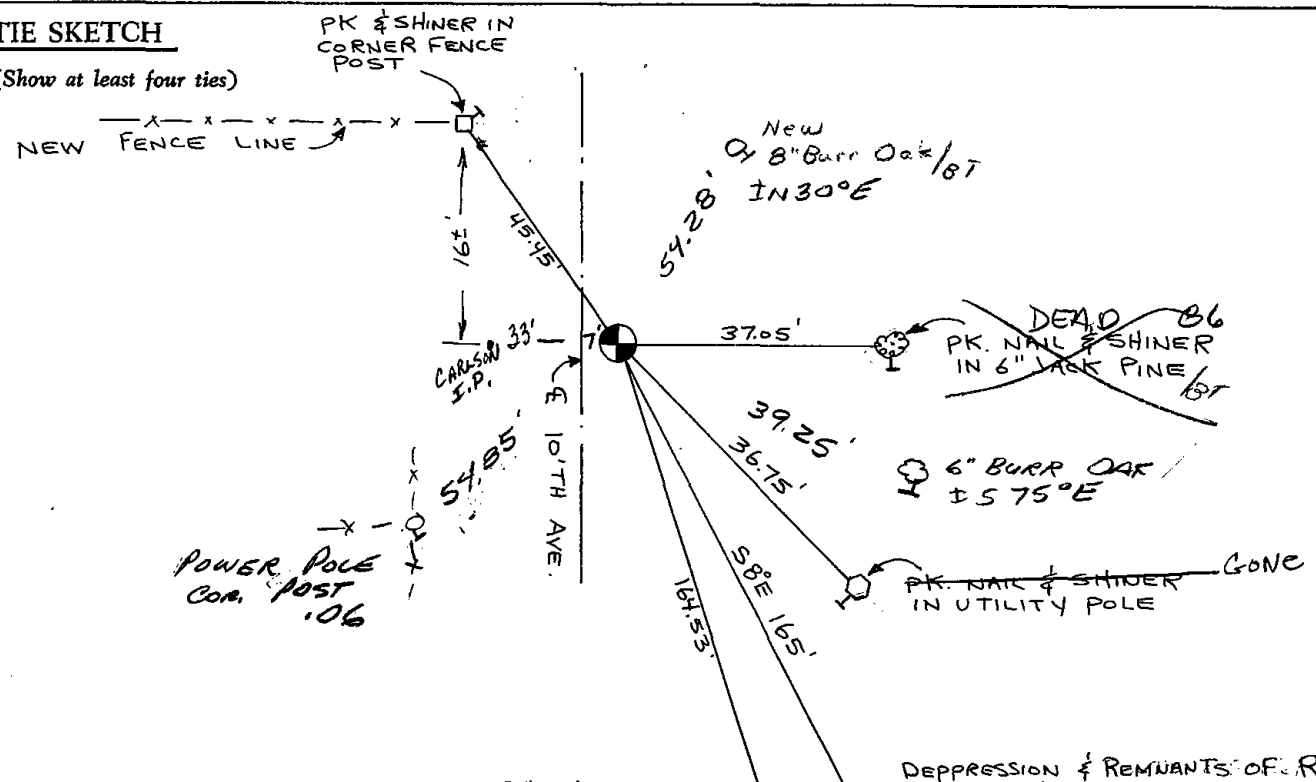 TIE SKETCH
(Show at least four ties)
PK & SHINER IN
CORNER FENCE
POST
NEW FENCE LINE
16±'
45.45'
New
8" Burr Oak/BT
IN30°E
54.28'
37.05'
DEAD 86
PK. NAIL & SHINER
IN 6" JACK PINE
/BT
CARLSON
I.P.
33'
7'
℄ 10'TH AVE.
54.85'
39.25'
36.75'
6" BURR OAK
± S 75°E
POWER POLE
COR. POST
.06
PK. NAIL & SHINER GONE
IN UTILITY POLE
S8°E 165'
164.53'
DEPPRESSION & REMNANTS OF R